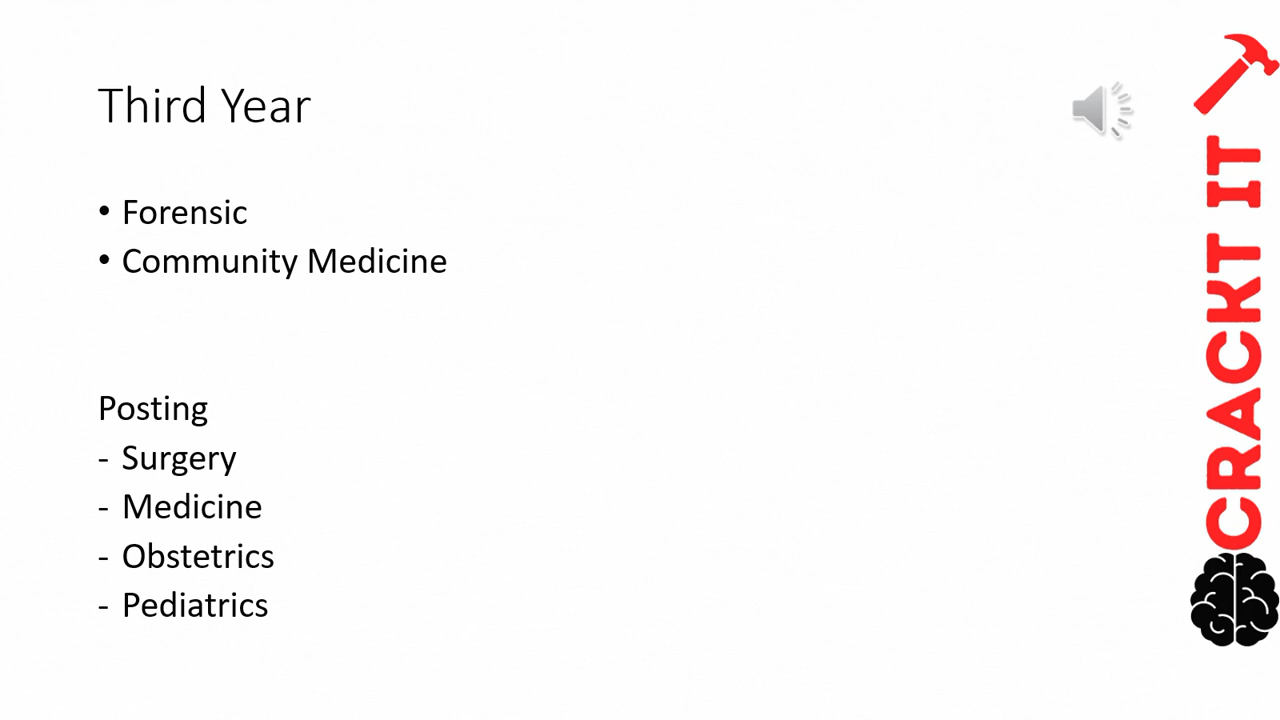 Third Year
• Forensic
• Community Medicine
Posting
- Surgery
- Medicine
- Obstetrics
- Pediatrics
CRACKT IT